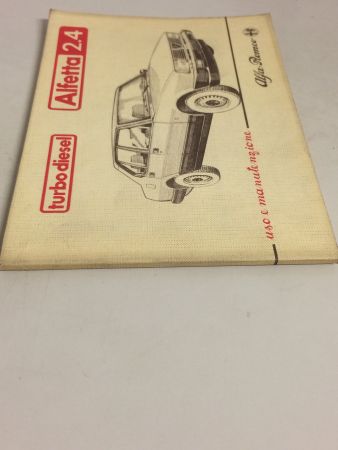 Alfetta 2.4
turbodiesel
Alfa-Romeo
uso e manutenzione